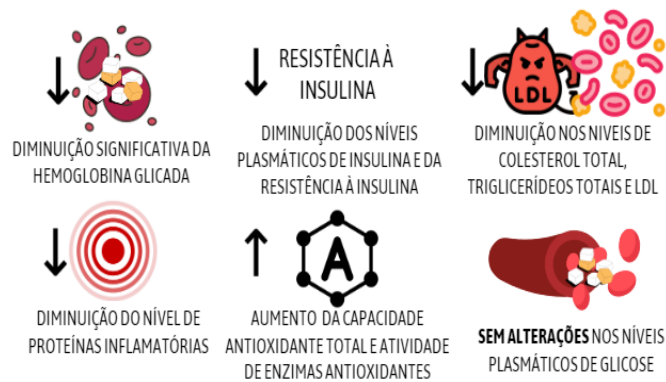 DIMINUIÇÃO SIGNIFICATIVA DA
HEMOGLOBINA GLICADA
RESISTÊNCIA À
INSULINA
DIMINUIÇÃO DOS NÍVEIS
PLASMÁTICOS DE INSULINA E DA
RESISTÊNCIA À INSULINA
LDL
DIMINUIÇÃO NOS NIVEIS DE
COLESTEROL TOTAL,
TRIGLICERÍDEOS TOTAIS E LDL
DIMINUIÇÃO DO NÍVEL DE
PROTEÍNAS INFLAMATÓRIAS
A
AUMENTO DA CAPACIDADE
ANTIOXIDANTE TOTAL E ATIVIDADE
DE ENZIMAS ANTIOXIDANTES
SEM ALTERAÇÕES NOS NÍVEIS
PLASMÁTICOS DE GLICOSE